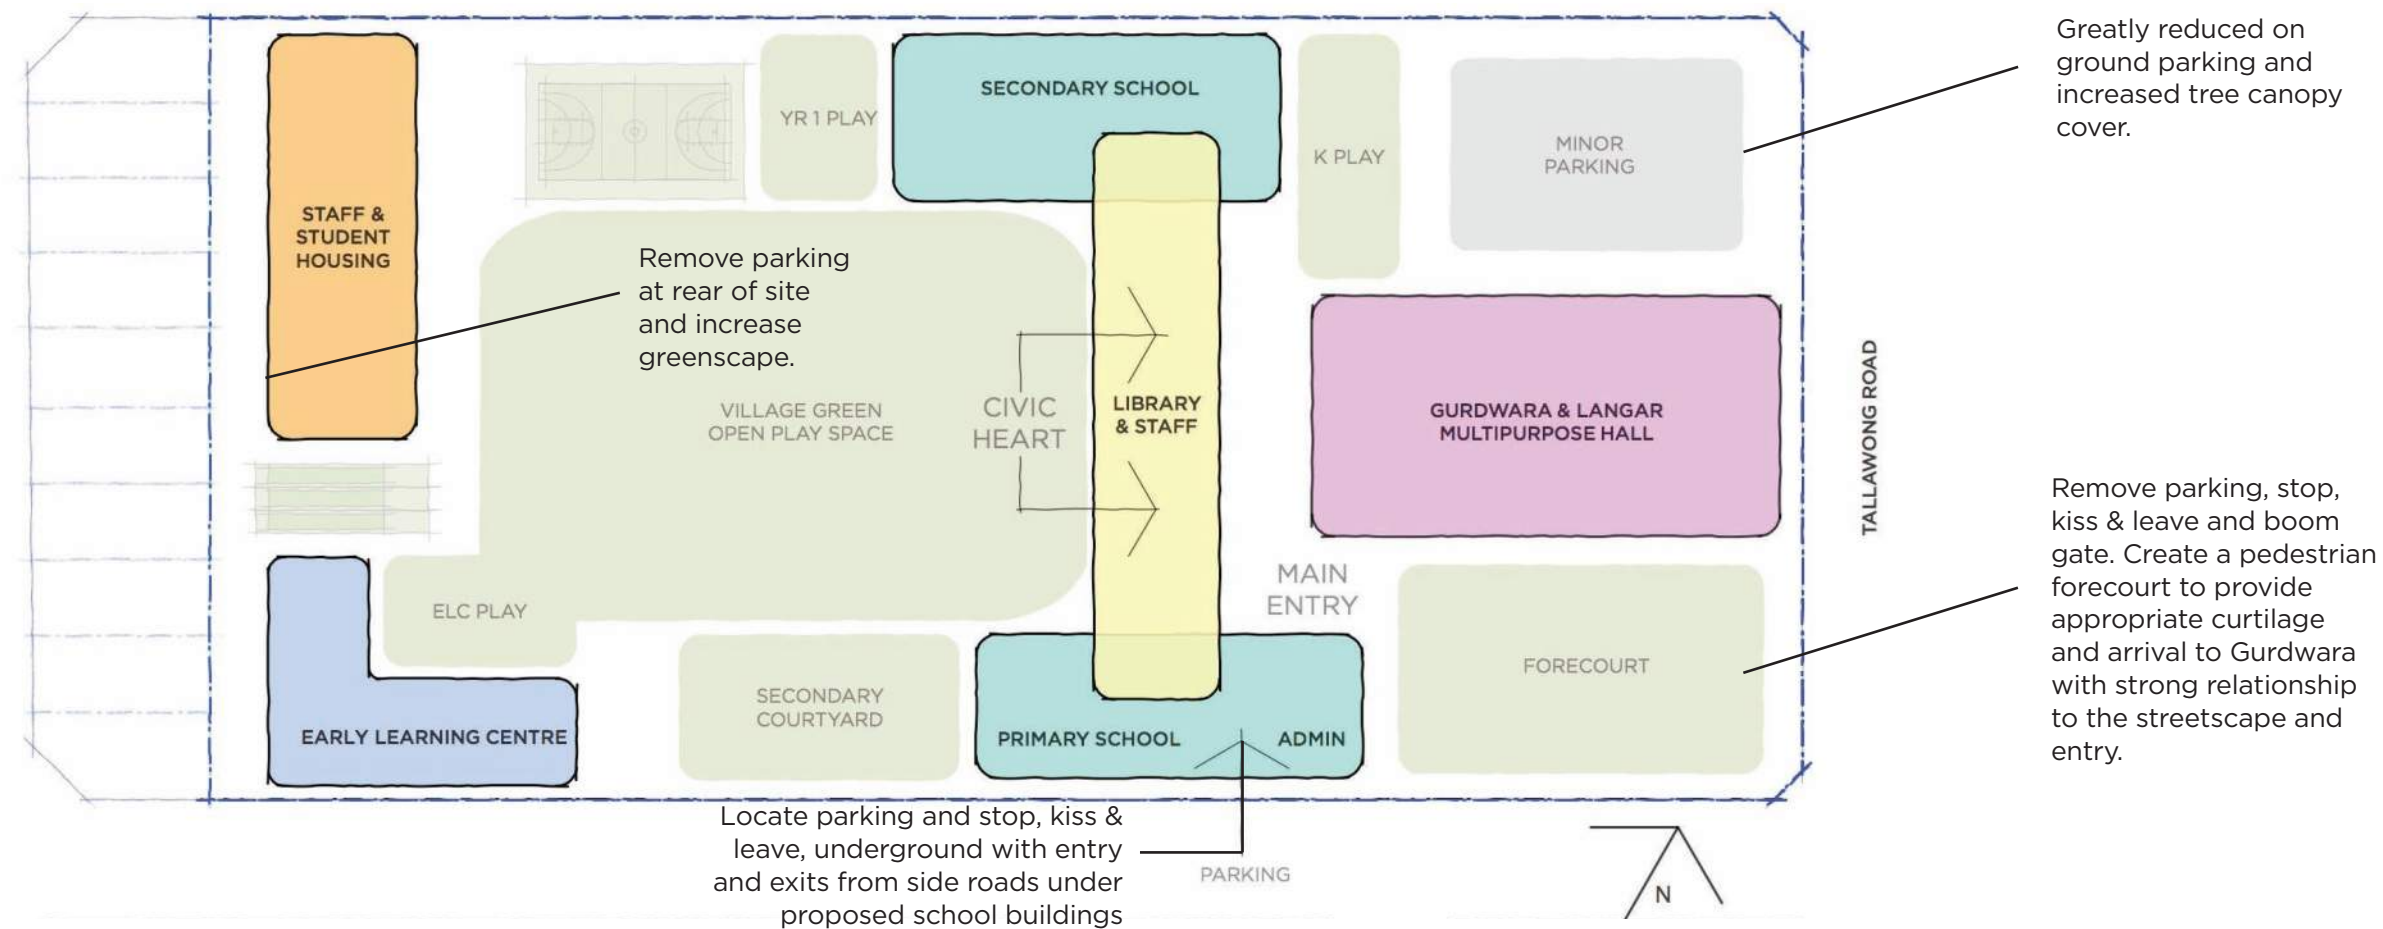 Greatly reduced on
ground parking and
increased tree canopy
cover.
SECONDARY SCHOOL
YR 1 PLAY
K PLAY
MINOR
PARKING
STAFF &
STUDENT
HOUSING
Remove parking
at rear of site
and increase
greenscape.
VILLAGE GREEN
OPEN PLAY SPACE
CIVIC
HEART
LIBRARY
& STAFF
GURDWARA & LANGAR
MULTIPURPOSE HALL
TALLAWONG ROAD
Remove parking, stop,
kiss & leave and boom
gate. Create a pedestrian
forecourt to provide
appropriate curtilage
and arrival to Gurdwara
with strong relationship
to the streetscape and
entry.
MAIN
ENTRY
ELC PLAY
FORECOURT
SECONDARY
COURTYARD
EARLY LEARNING CENTRE
PRIMARY SCHOOL
ADMIN
Locate parking and stop, kiss &
leave, underground with entry
and exits from side roads under
proposed school buildings
PARKING
N